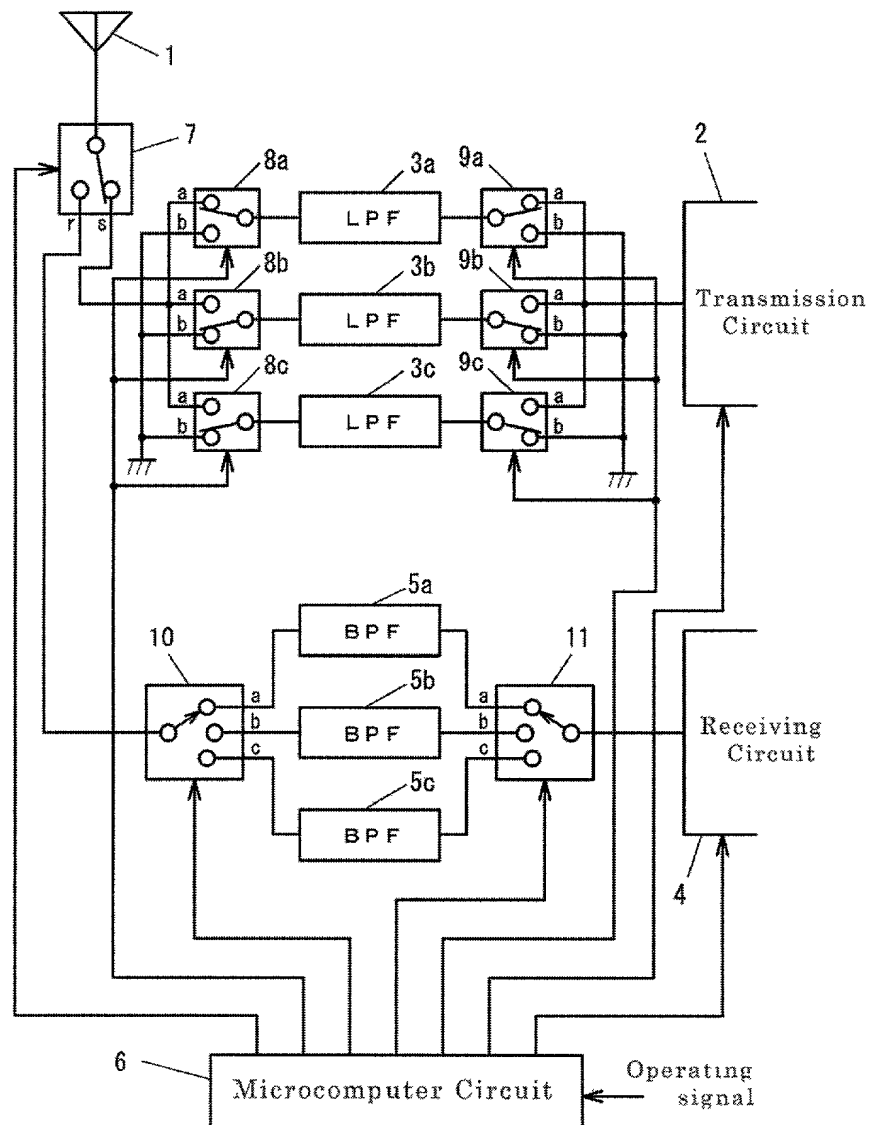 1
7
2
8a
3a
9a
a
LPF
a
b
b
r
s
8b
3b
9b
a
LPF
a
b
b
Transmission
Circuit
8c
3c
9c
a
LPF
a
b
b
5a
BPF
10
11
5b
a
a
b
BPF
b
c
c
Receiving
Circuit
5c
BPF
4
6
Microcomputer Circuit
Operating
signal